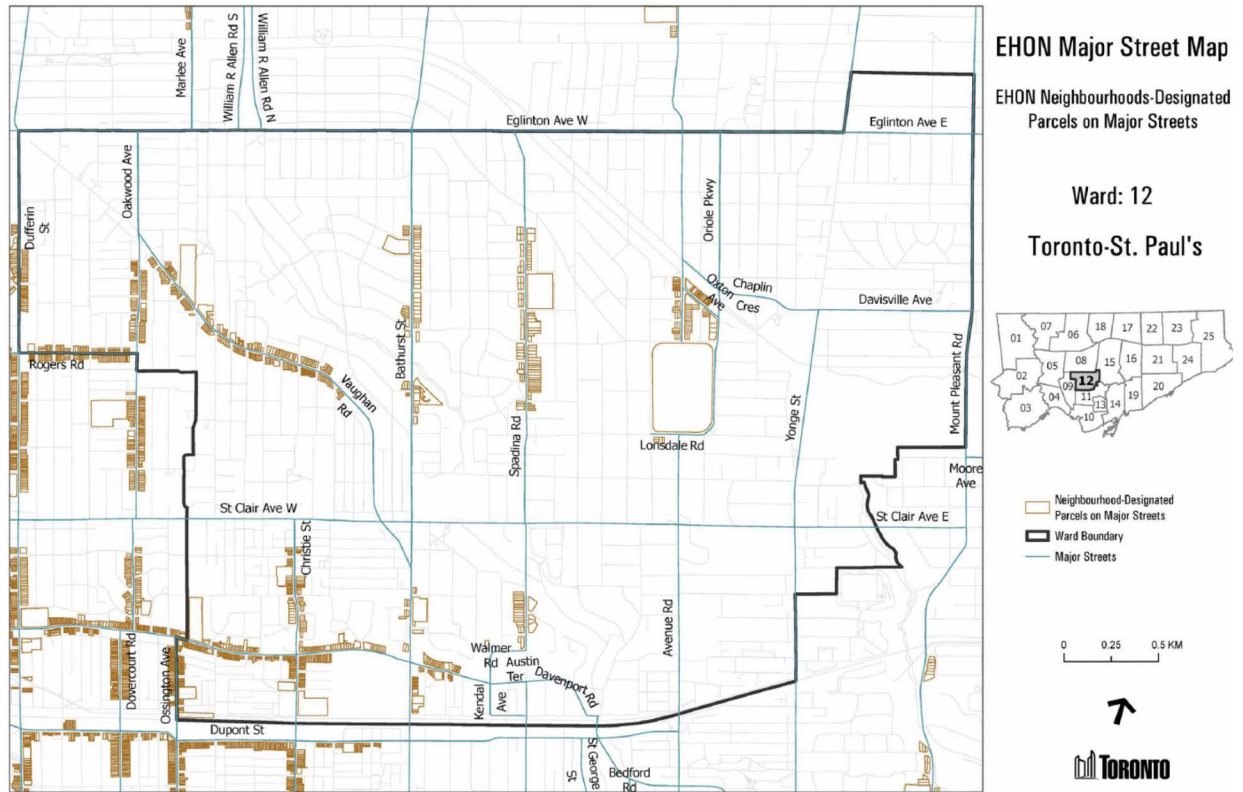 EHON Major Street Map
EHON Neighbourhoods-Designated
Parcels on Major Streets
Ward: 12
Toronto-St. Paul's
Marlee Ave
William R Allen Rd S
William R Allen Rd N
Eglinton Ave W
Eglinton Ave E
Dufferin
St
Oakwood Ave
Oriole Pkwy
Chaplin
Cres
Oxton
Ave
Davisville Ave
Rogers Rd
Bathurst St
Vaughan
Rd
Spadina Rd
Lonsdale Rd
Yonge St
Mount Pleasant Rd
Moore
Ave
St Clair Ave W
St Clair Ave E
Christie St
Dovercourt Rd
Ossington Ave
Walmer
Rd
Austin
Ter
Kendal
Ave
Davenport Rd
Avenue Rd
Dupont St
St George
St
Bedford
Rd
01
07
06
18
17
22
23
25
02
05
08
15
16
21
24
03
04
09
12
11
10
13
14
19
20
Neighbourhood-Designated
Parcels on Major Streets
Ward Boundary
Major Streets
0
0.25
0.5 KM
TORONTO